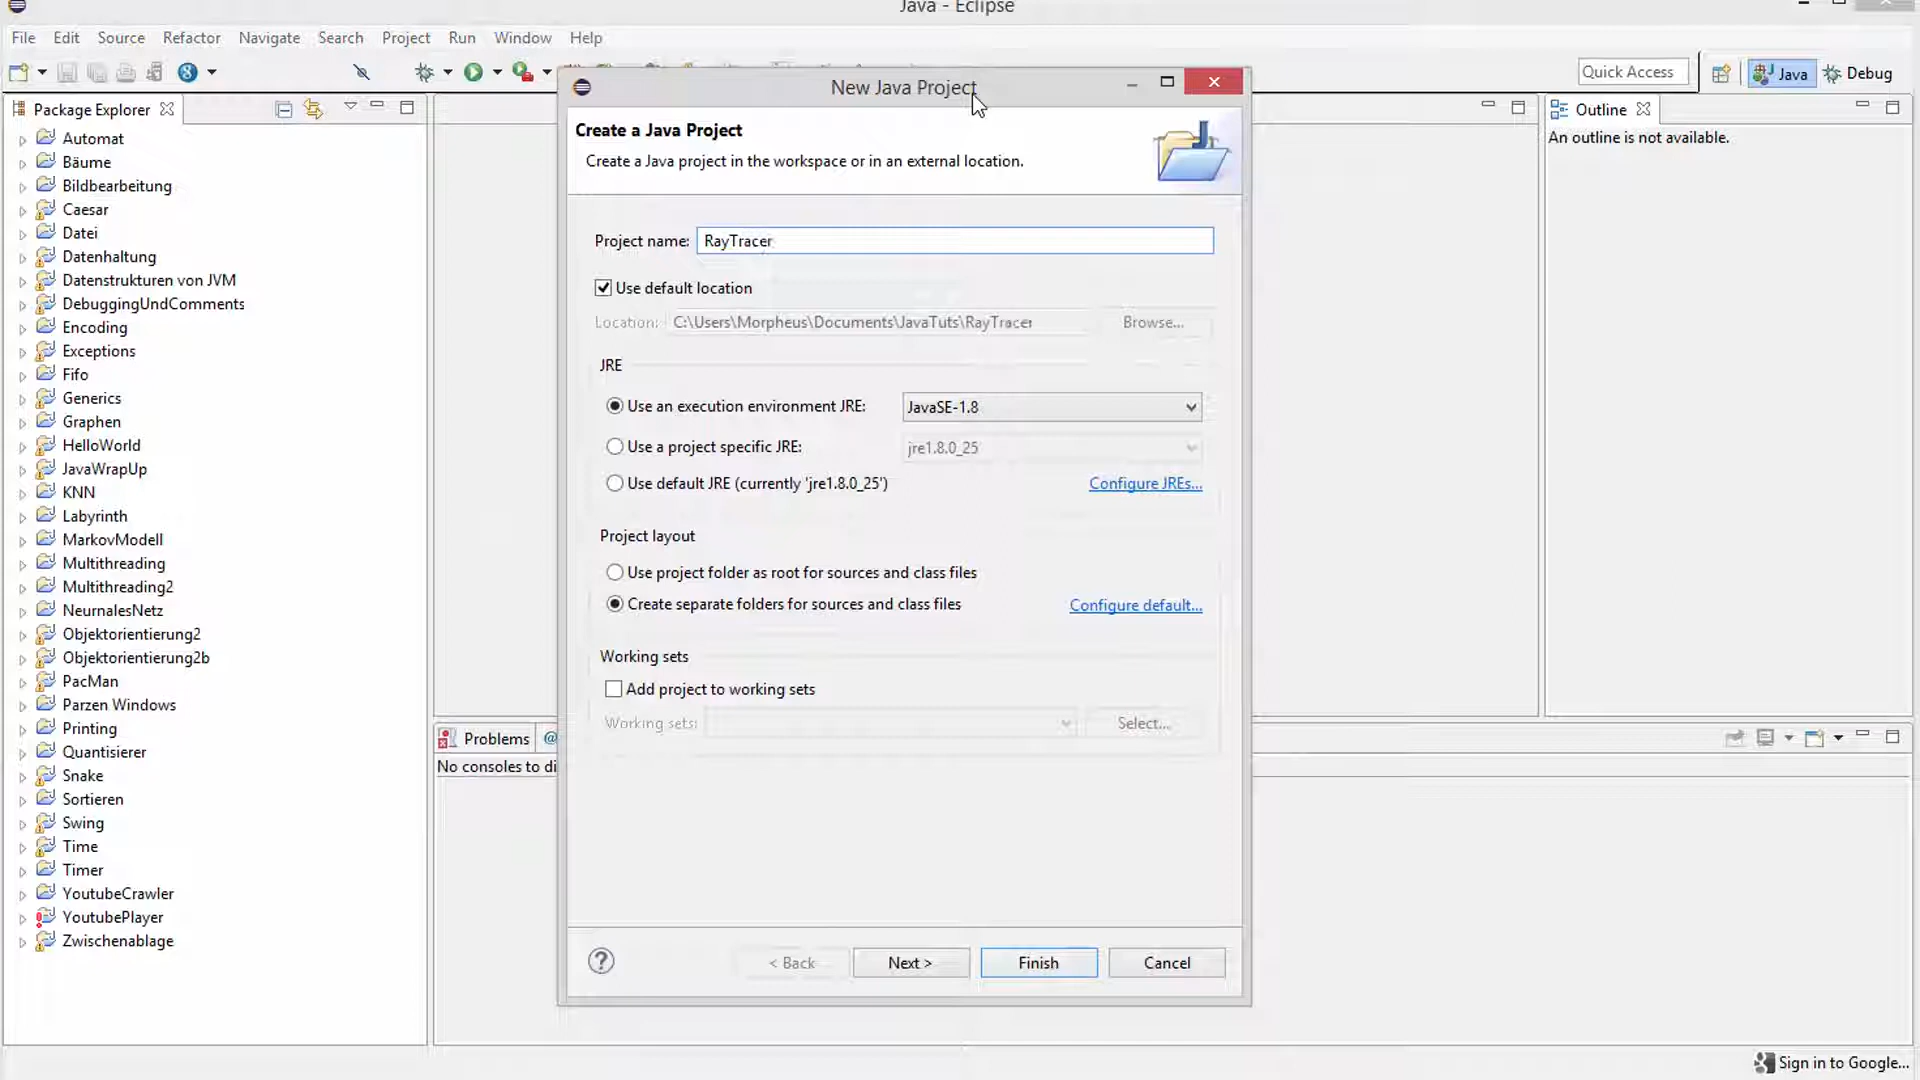 Java - Eclipse
File Edit Source Refactor Navigate Search Project Run Window Help
Quick Access Java Debug
Package Explorer
Automat
Bäume
Bildbearbeitung
Caesar
Datei
Datenhaltung
Datenstrukturen von JVM
DebuggingUndComments
Encoding
Exceptions
Fifo
Generics
Graphen
HelloWorld
JavaWrapUp
KNN
Labyrinth
MarkovModell
Multithreading
Multithreading2
NeurnalesNetz
Objektorientierung2
Objektorientierung2b
PacMan
Parzen Windows
Printing
Quantisierer
Snake
Sortieren
Swing
Time
Timer
YoutubeCrawler
YoutubePlayer
Zwischenablage
New Java Project
Create a Java Project
Create a Java project in the workspace or in an external location.
Project name: RayTracer
Use default location
Location: C:\Users\Morpheus\Documents\JavaTuts\RayTracer Browse...
JRE
Use an execution environment JRE: JavaSE-1.8
Use a project specific JRE: jre1.8.0_25
Use default JRE (currently 'jre1.8.0_25') Configure JREs...
Project layout
Use project folder as root for sources and class files
Create separate folders for sources and class files Configure default...
Working sets
Add project to working sets
Working sets: Select...
? < Back Next > Finish Cancel
Outline
An outline is not available.
Problems @
No consoles to di
Sign in to Google...